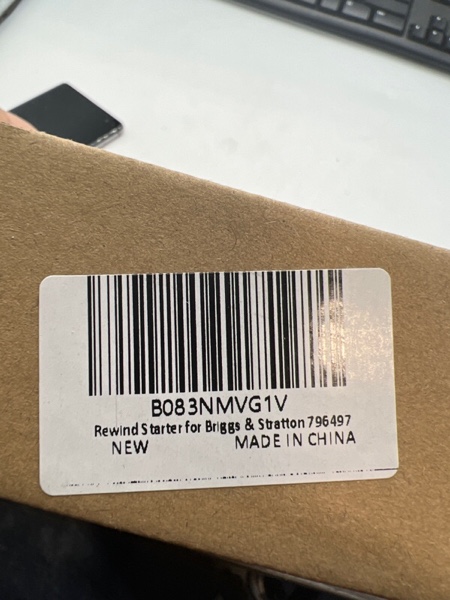 B083NMVG1V
Rewind Starter for Briggs & Stratton 796497
NEW MADE IN CHINA